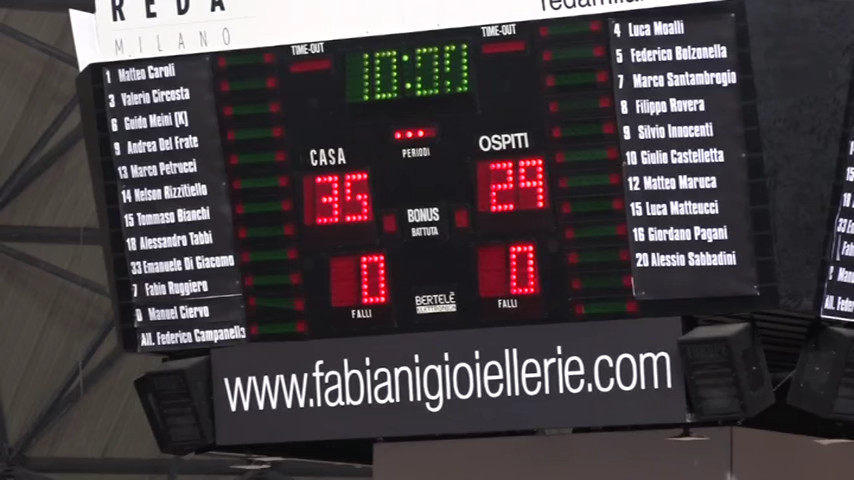 REDA
MILANO
TIME-OUT
TIME-OUT
10:00
1 Matteo Caroli
3 Valerio Circosta
6 Guido Meini (K)
9 Andrea Del Frate
13 Marco Petrucci
14 Nelson Rizzitiello
15 Tommaso Bianchi
18 Alessandro Tabbi
33 Emanuele Di Giacomo
7 Fabio Ruggiero
0 Manuel Ciervo
All. Federico Campanella
PERIODI
CASA
OSPITI
35
29
BONUS
BATTUTA
0
0
FALLI
FALLI
BERTELÈ
ELETTRONICA
4 Luca Moalli
5 Federico Bolzonella
7 Marco Santambrogio
8 Filippo Rovera
9 Silvio Innocenti
10 Giulio Castelletta
12 Matteo Maruca
15 Luca Matteucci
16 Giordano Pagani
20 Alessio Sabbadini
www.fabianigioiellerie.com